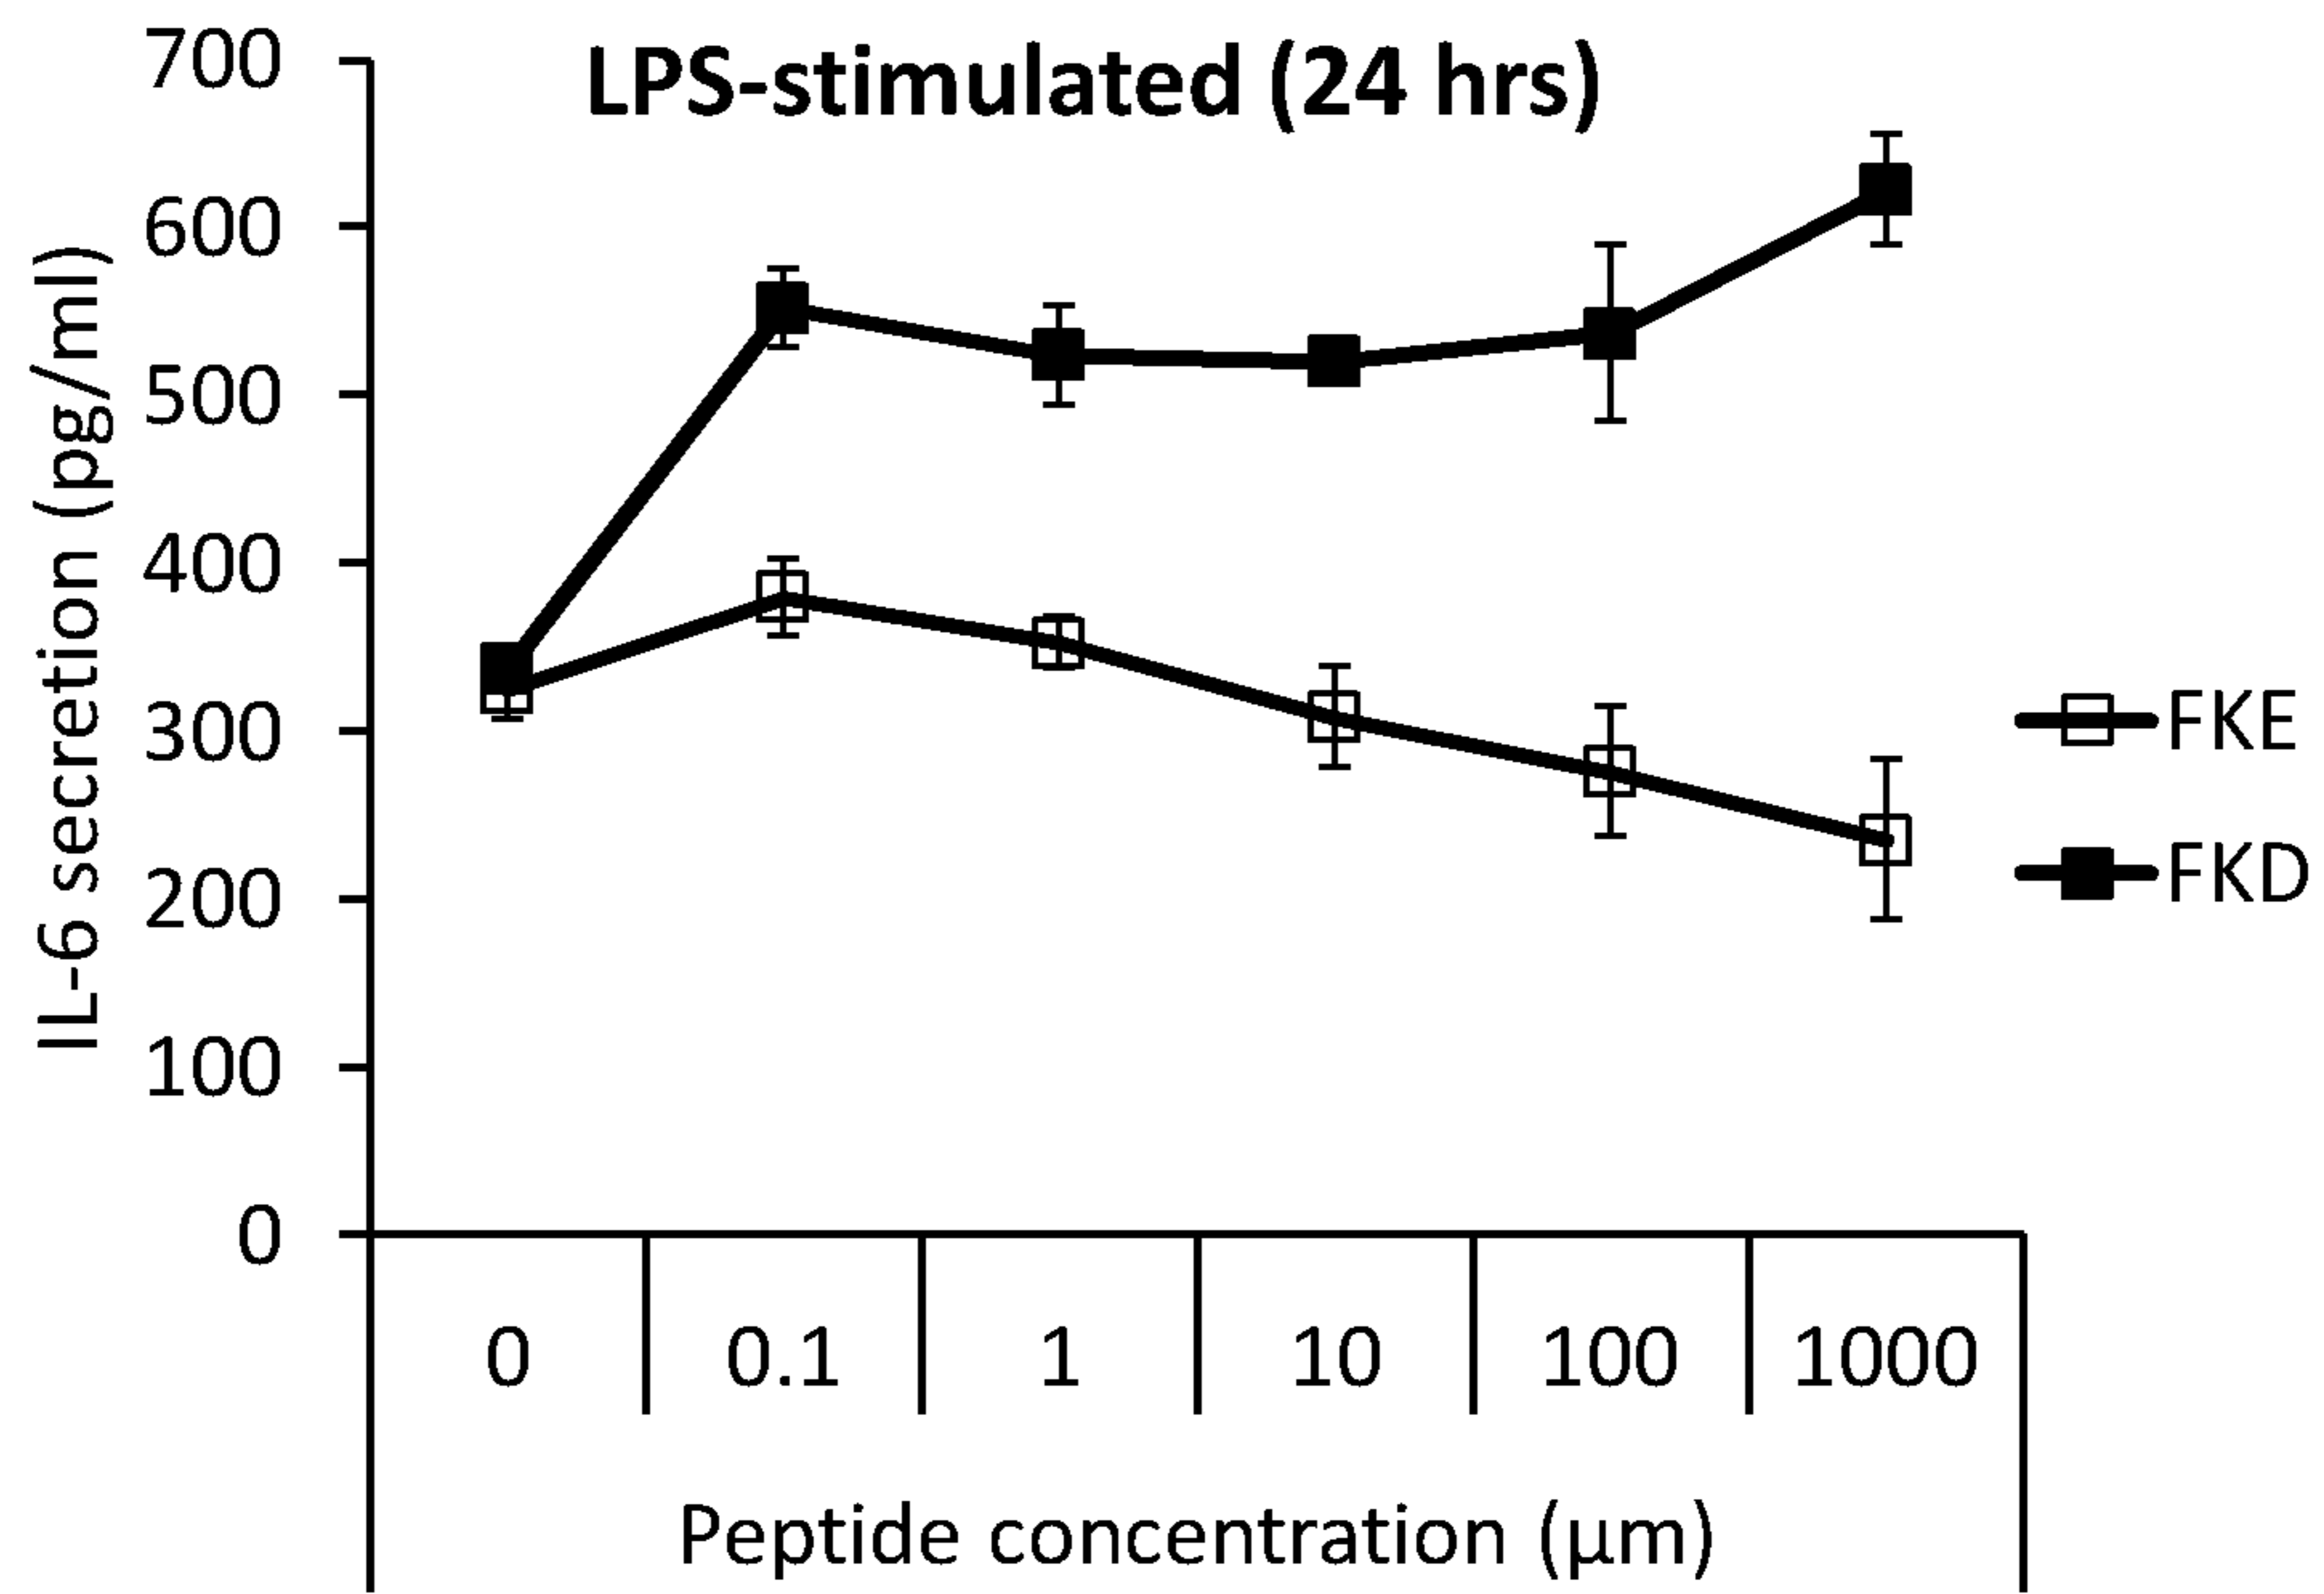 LPS-stimulated (24 hrs)
IL-6 secretion (pg/ml)
700
600
500
400
300
200
100
0
0 0.1 1 10 100 1000
Peptide concentration (µm)
FKE
FKD